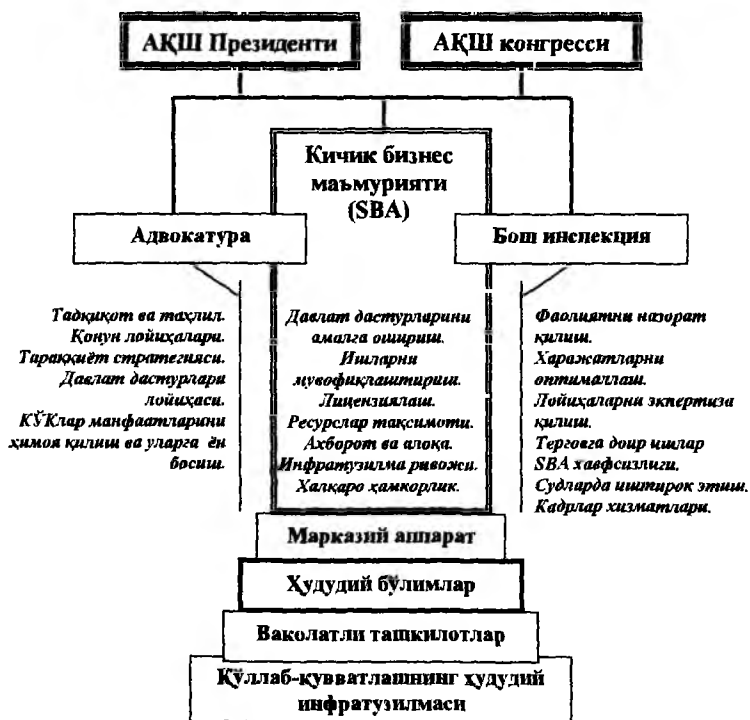 АҚШ Президенти
АҚШ конгресси
Кичик бизнес
маъмурияти
(SBA)
Адвокатура
Бош инспекция
Тадқиқот ва таҳлил.
Қонун лойиҳалари.
Тараққиёт стратегияси.
Давлат дастурлари
лойиҳаси.
КЎКлар манфаатларини
ҳимоя қилиш ва уларга ён
босиш.
Давлат дастурларини
амалга ошириш.
Ишларни
мувофиқлаштириш.
Лицензиялаш.
Ресурслар тақсимоти.
Ахборот ва алоқа.
Инфратузилма ривожи.
Халқаро ҳамкорлик.
Фаолиятни назорат
қилиш.
Харажатларни
оптималлаш.
Лойиҳаларни экпертиза
қилиш.
Терговга доир ишлар
SBA хавфсизлиги.
Судларда иштирок этиш.
Кадрлар хизматлари.
Марказий аппарат
Ҳудудий бўлимлар
Ваколатли ташкилотлар
Қўллаб-қувватлашнинг ҳудудий
инфратузилмаси